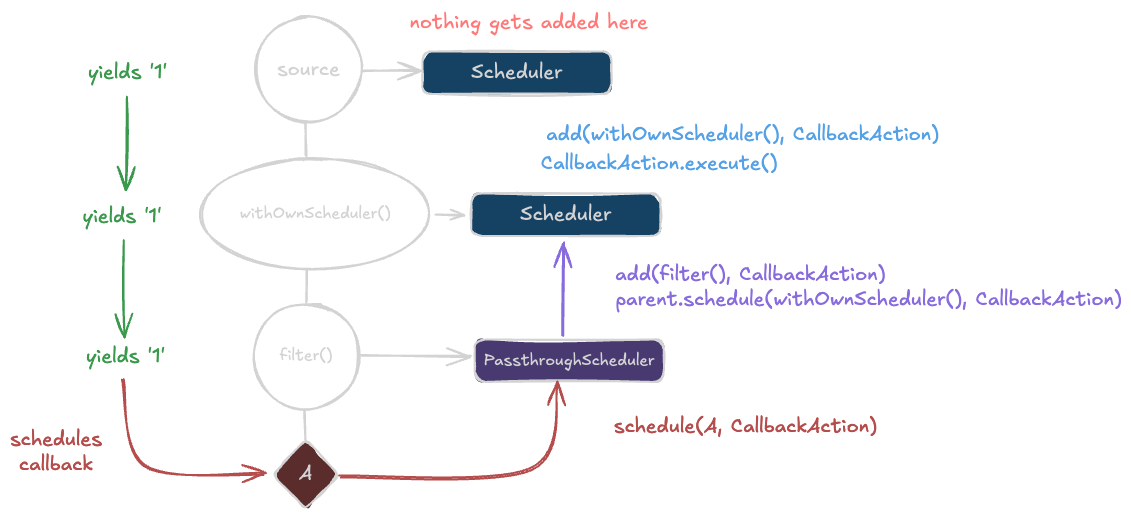 nothing gets added here
yields '1'
source
Scheduler
add(withOwnScheduler(), CallbackAction)
CallbackAction.execute()
yields '1'
withOwnScheduler()
Scheduler
add(filter(), CallbackAction)
parent.schedule(withOwnScheduler(), CallbackAction)
yields '1'
filter()
PassthroughScheduler
schedule(A, CallbackAction)
schedules
callback
A